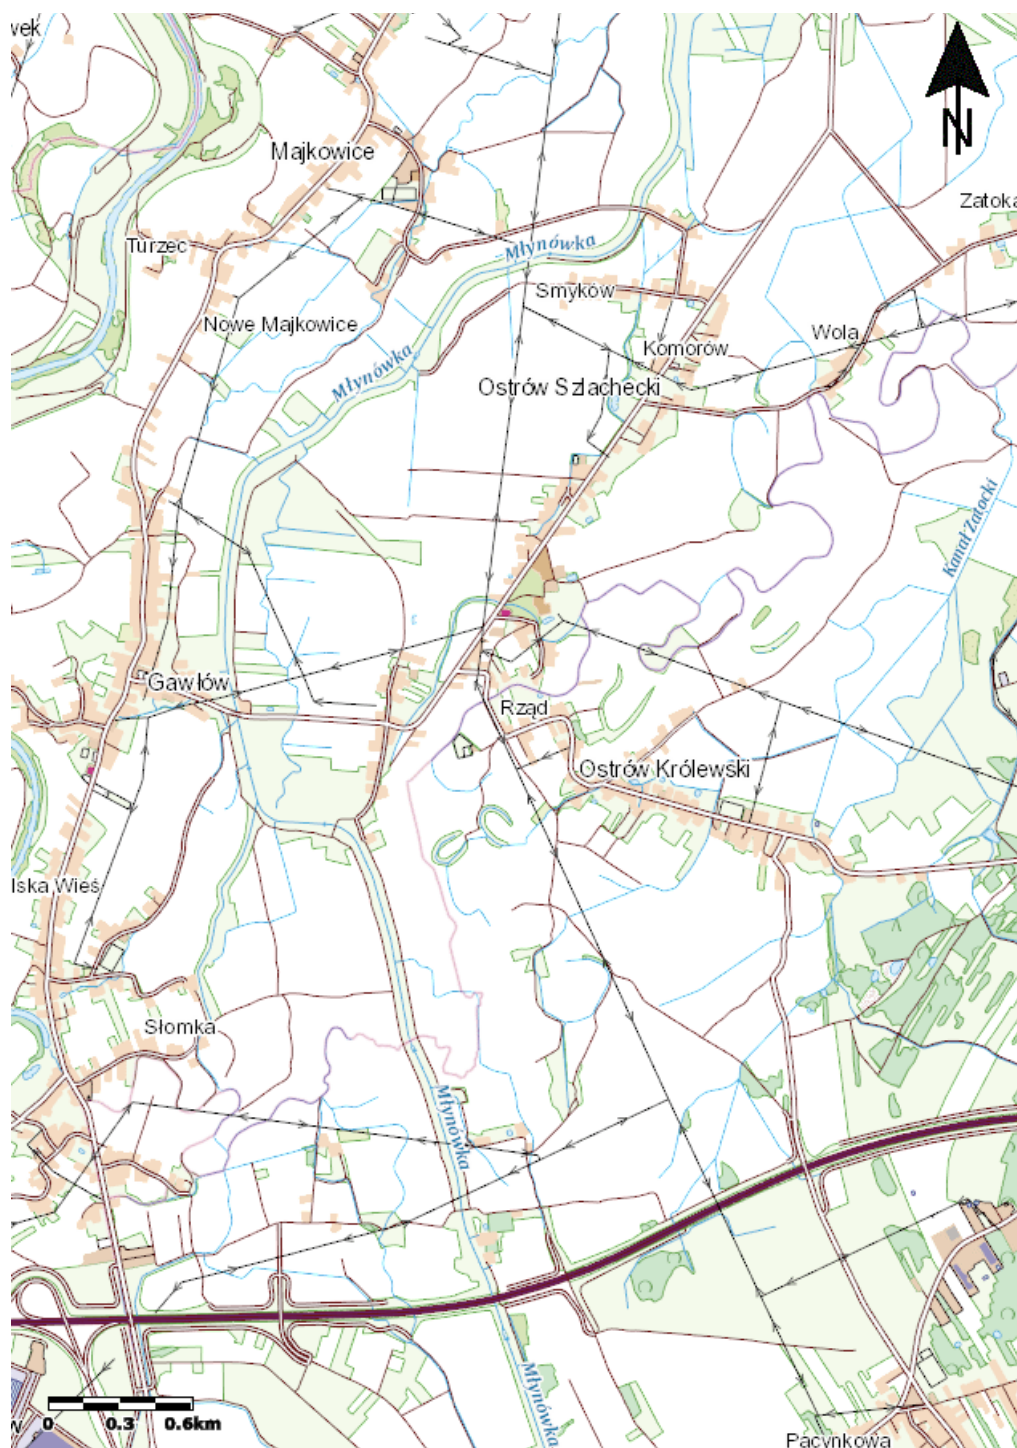 wek
N
Majkowice
Zatoka
Turzec
Młynówka
Smyków
Nowe Majkowice
Wola
Komorów
Młynówka
Ostrów Szlachecki
Kanał Zatocki
Gawłów
Rząd
Ostrów Królewski
lska Wieś
Słomka
Młynówka
Młynówka
0 0.3 0.6km
w
Pacynkowa